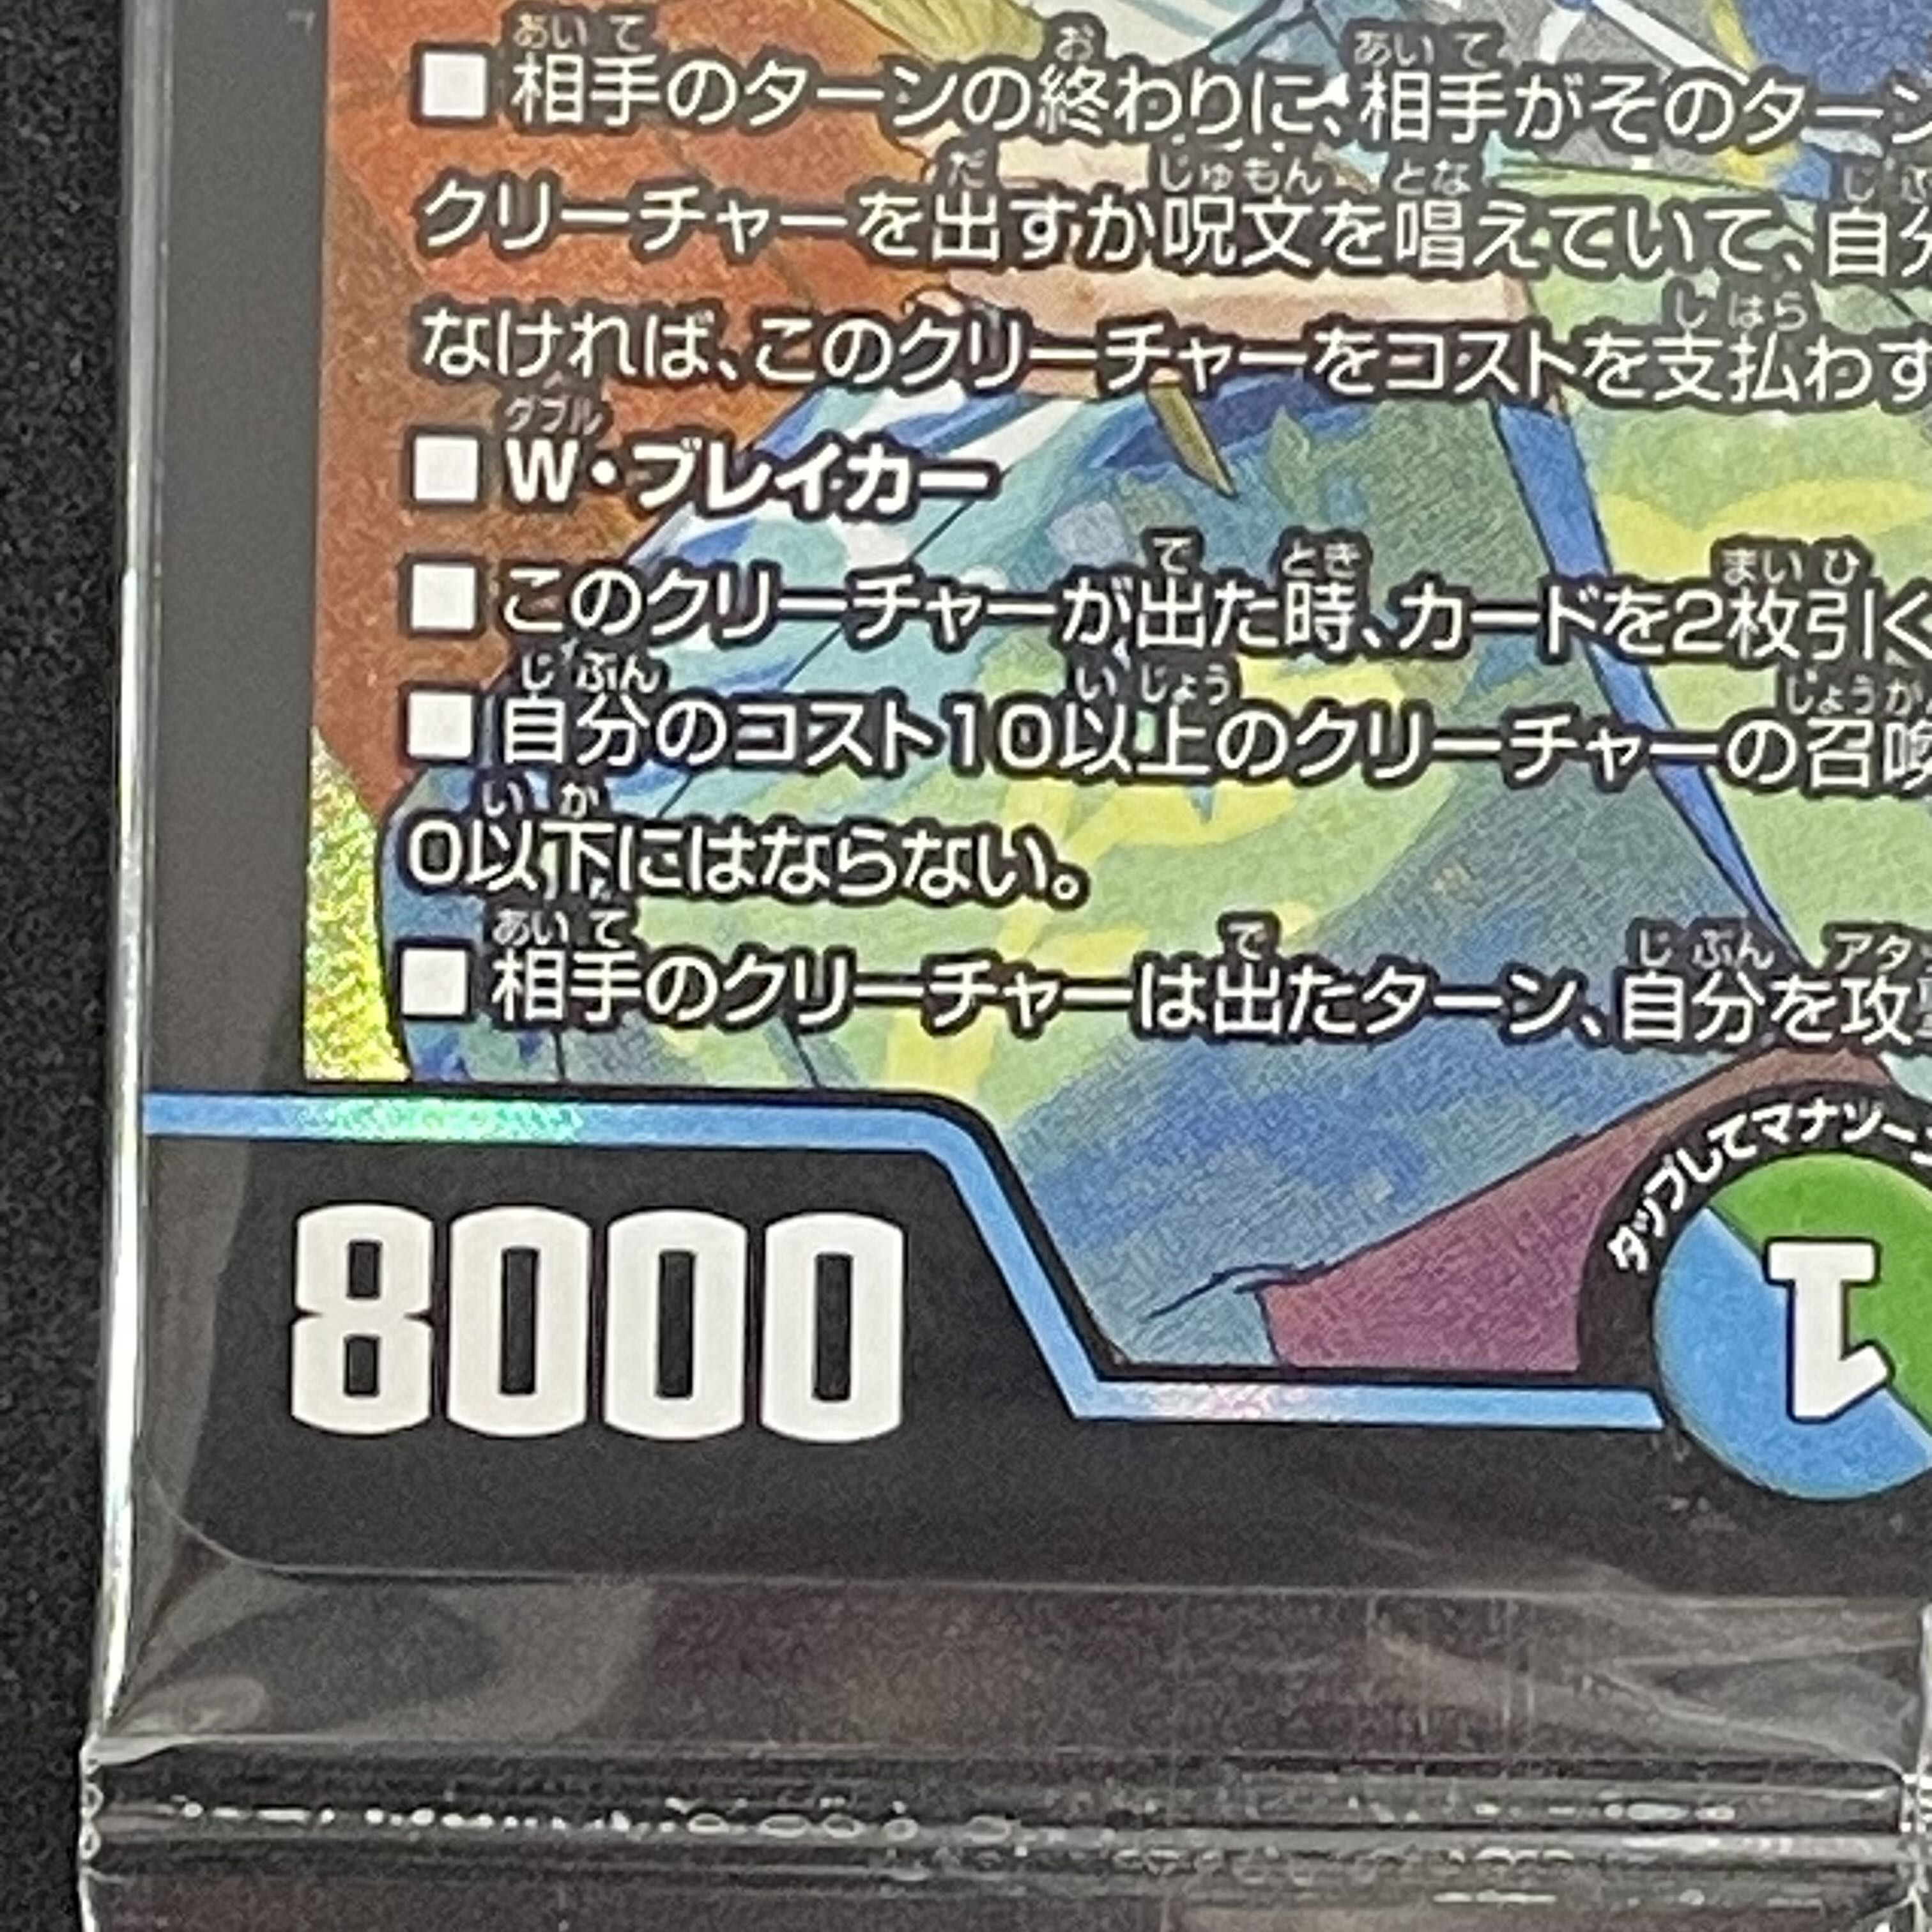 ■相手のターンの終わりに、相手がそのターン
クリーチャーを出すか呪文を唱えていて、自分
なければ、このクリーチャーをコストを支払わず
■W・ブレイカー
■このクリーチャーが出た時、カードを2枚引く
■自分のコスト10以上のクリーチャーの召喚
0以下にはならない。
■相手のクリーチャーは出たターン、自分を攻撃
タップしてマナゾーン
8000
1